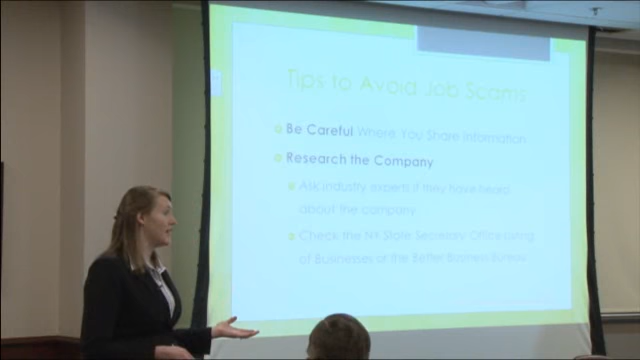 Tips to Avoid Job Scams
Be Careful Where You Share Information
Research the Company
Ask industry experts if they have heard
about the company
Check the NY State Secretary Office Listing
of Businesses or the Better Business Bureau